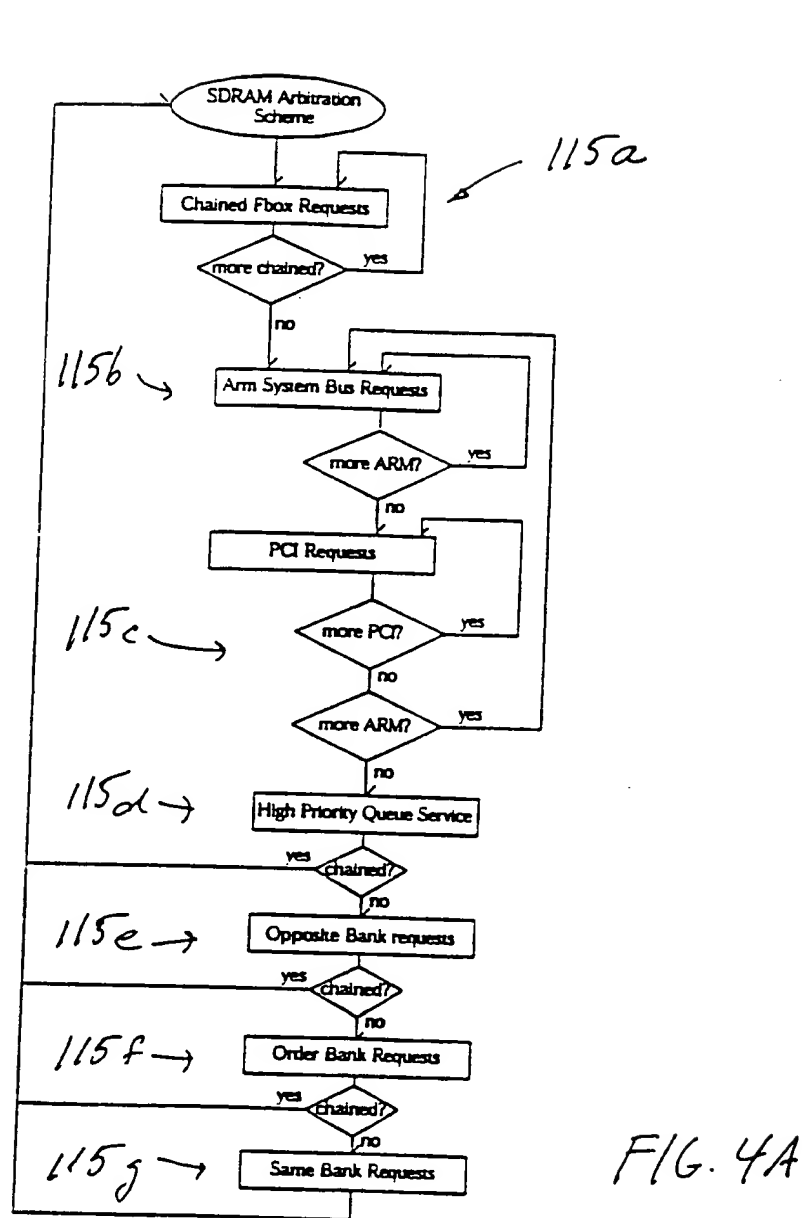 SDRAM Arbitration
Scheme
115a
Chained Fbox Requests
more chained?
yes
no
115b
Arm System Bus Requests
more ARM?
yes
no
PCI Requests
115c
more PCI?
yes
no
more ARM?
yes
no
115d
High Priority Queue Service
yes
chained?
no
115e
Opposite Bank requests
yes
chained?
no
115f
Order Bank Requests
yes
chained?
no
115g
Same Bank Requests
FIG. 4A